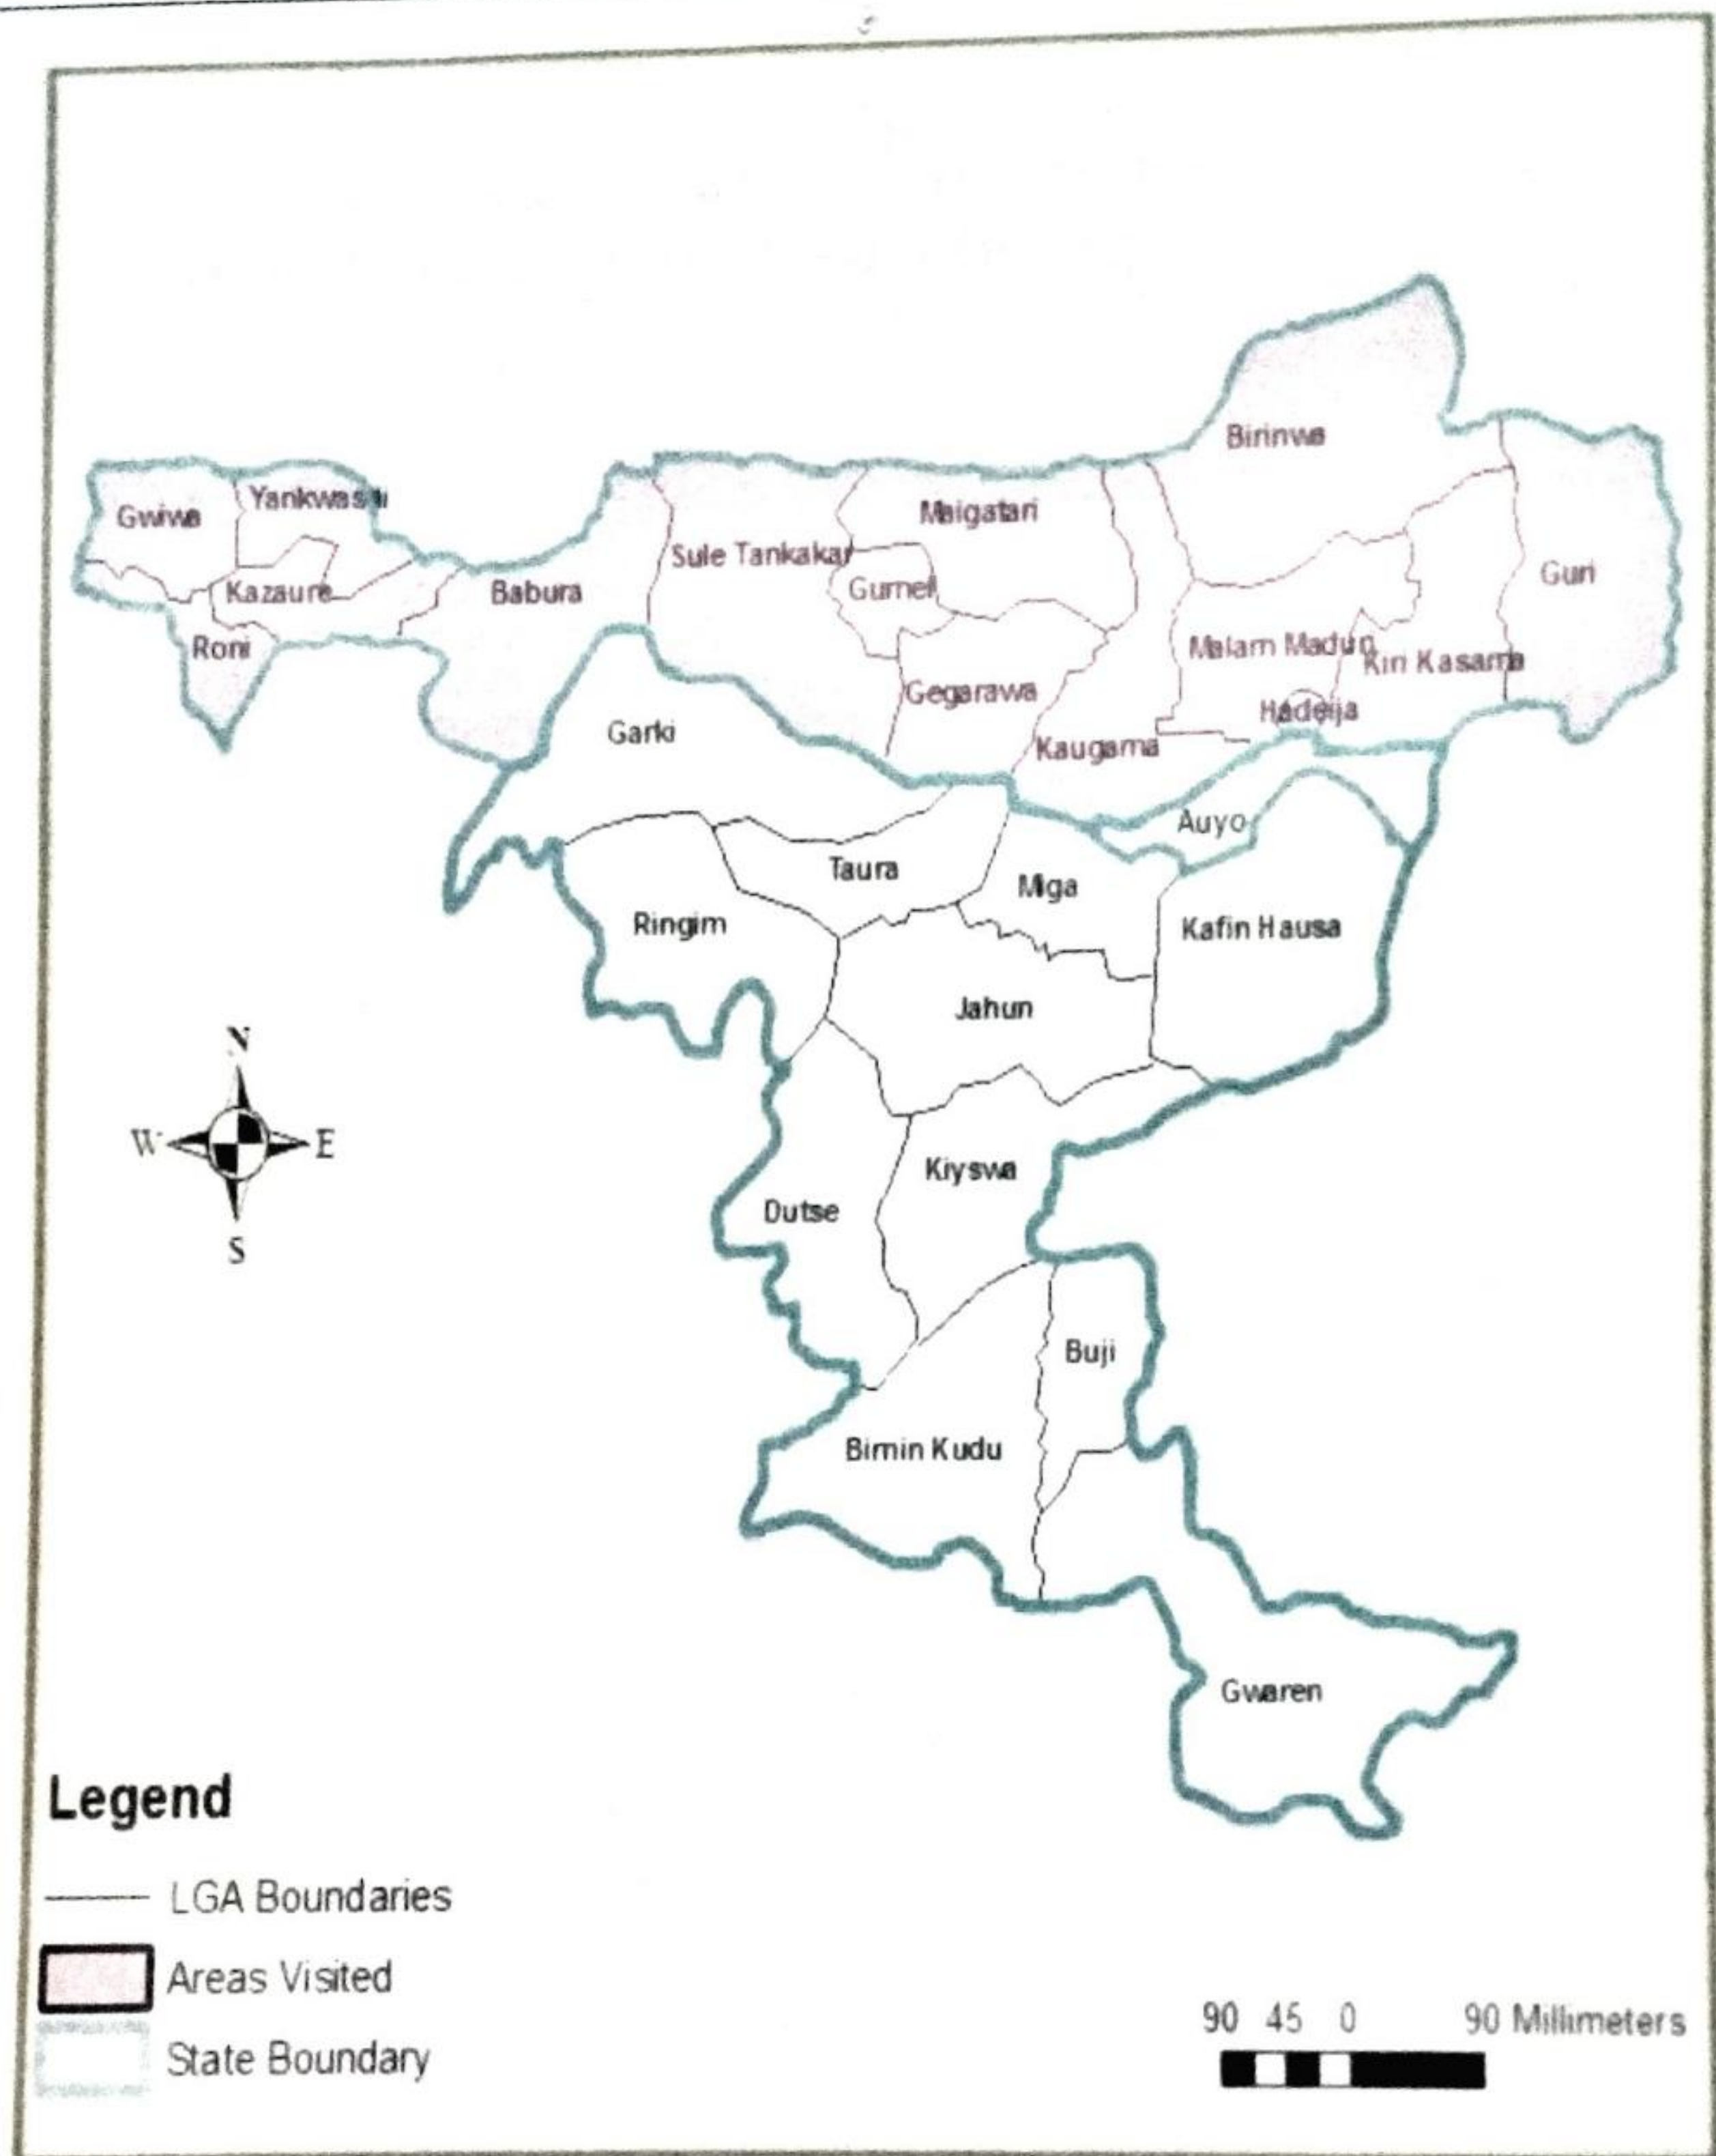 Birinwa
Gwiwa
Yankwashi
Maigatari
Sule Tankakar
Guri
Kazaure
Babura
Gumel
Roni
Malam Maduri
Kiri Kasama
Gegarawa
Hadeija
Garki
Kaugama
Auyo
Taura
Miga
Ringim
Kafin Hausa
Jahun
N
W
E
S
Kiyswa
Dutse
Buji
Birnin Kudu
Gwaren
Legend
LGA Boundaries
Areas Visited
State Boundary
90 45 0 90 Millimeters